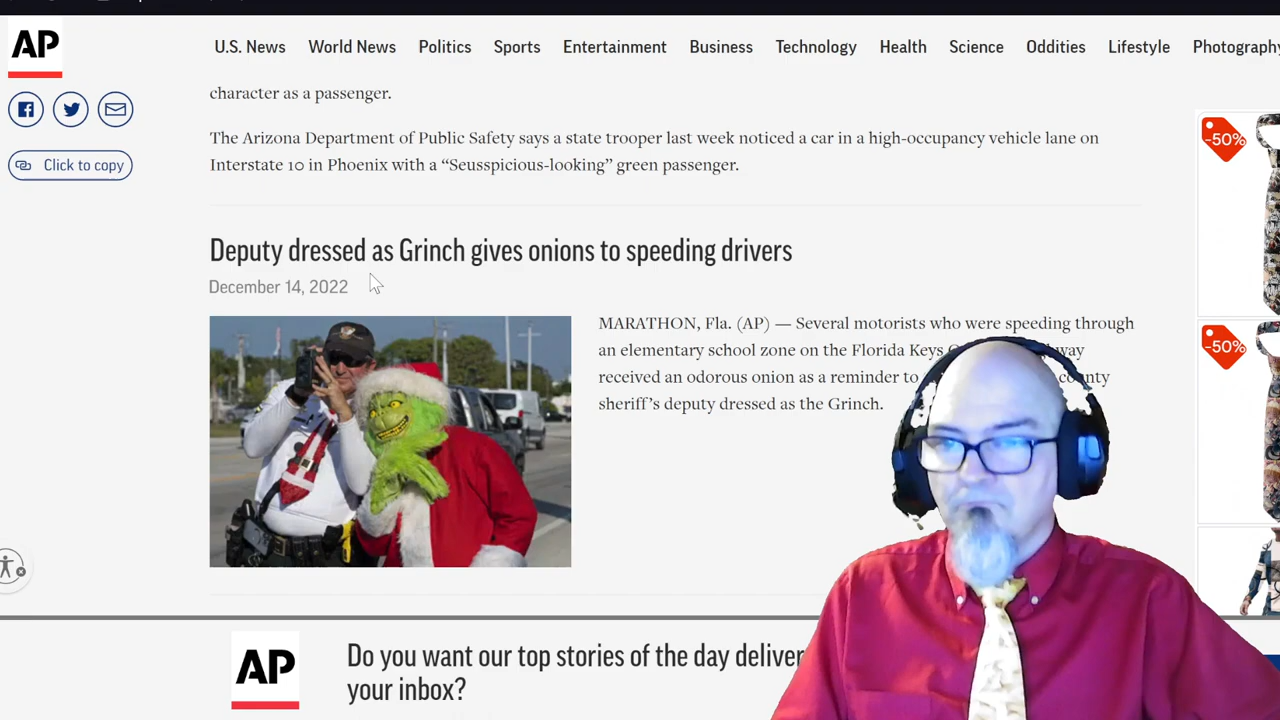 AP
U.S. News World News Politics Sports Entertainment Business Technology Health Science Oddities Lifestyle Photography
character as a passenger.
Click to copy
The Arizona Department of Public Safety says a state trooper last week noticed a car in a high-occupancy vehicle lane on
Interstate 10 in Phoenix with a “Seusspicious-looking” green passenger.
-50%
Deputy dressed as Grinch gives onions to speeding drivers
December 14, 2022
MARATHON, Fla. (AP) — Several motorists who were speeding through
an elementary school zone on the Florida Keys
received an odorous onion as a reminder to county
sheriff’s deputy dressed as the Grinch.
-50%
AP
Do you want our top stories of the day
your inbox?